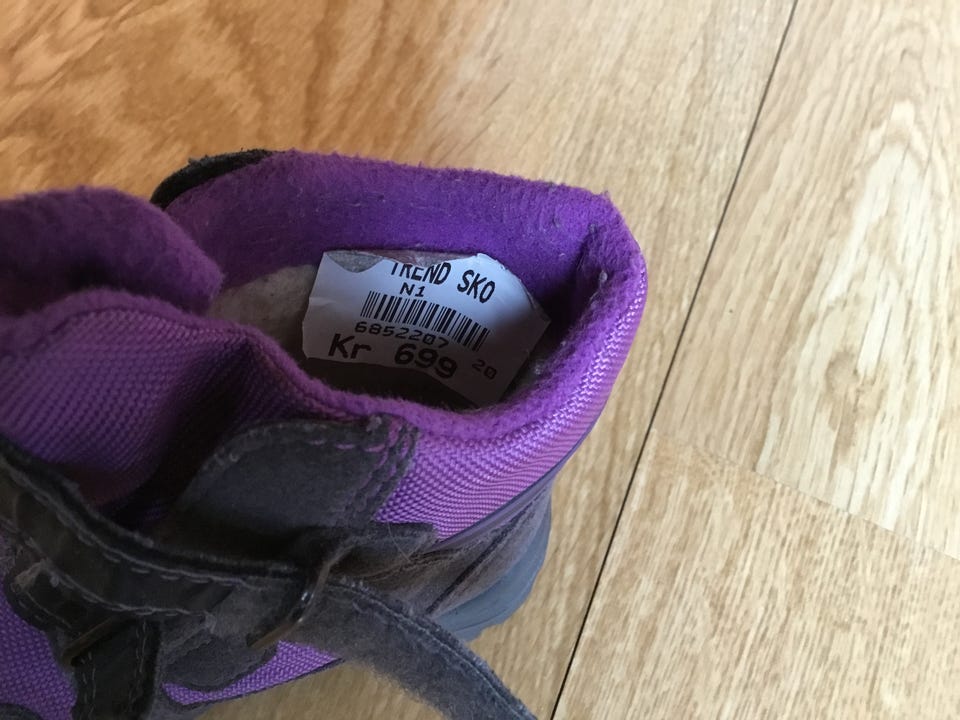 TREND SKO
N1
6852207
Kr 699 20